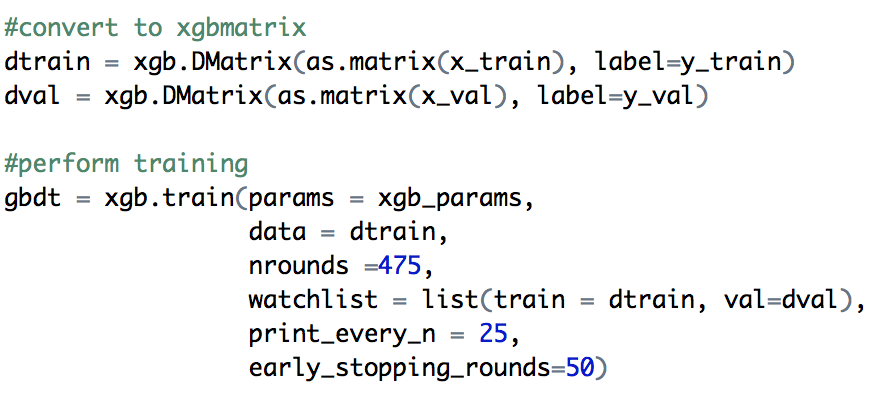 #convert to xgbmatrix
dtrain = xgb.DMatrix(as.matrix(x_train), label=y_train)
dval = xgb.DMatrix(as.matrix(x_val), label=y_val)

#perform training
gbdt = xgb.train(params = xgb_params,
                 data = dtrain,
                 nrounds =475,
                 watchlist = list(train = dtrain, val=dval),
                 print_every_n = 25,
                 early_stopping_rounds=50)